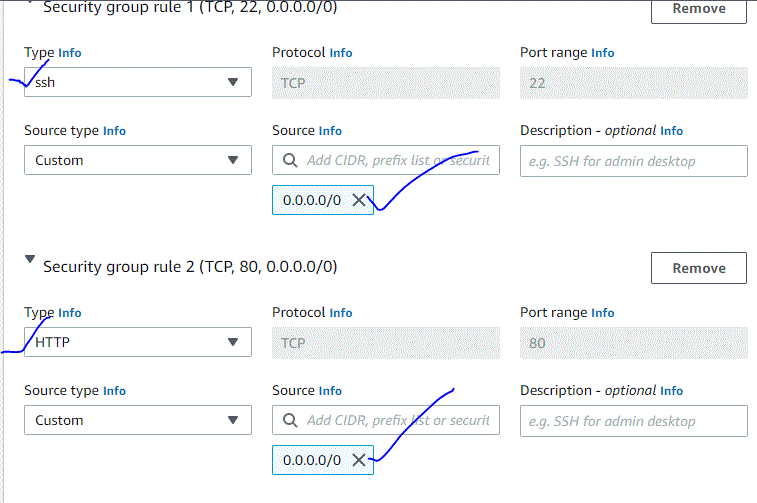 Security group rule 1 (TCP, 22, 0.0.0.0/0) Remove
Type Info Protocol Info Port range Info
ssh TCP 22
Source type Info Source Info Description - optional Info
Custom Add CIDR, prefix list or securit e.g. SSH for admin desktop
0.0.0.0/0
Security group rule 2 (TCP, 80, 0.0.0.0/0) Remove
Type Info Protocol Info Port range Info
HTTP TCP 80
Source type Info Source Info Description - optional Info
Custom Add CIDR, prefix list or securit e.g. SSH for admin desktop
0.0.0.0/0